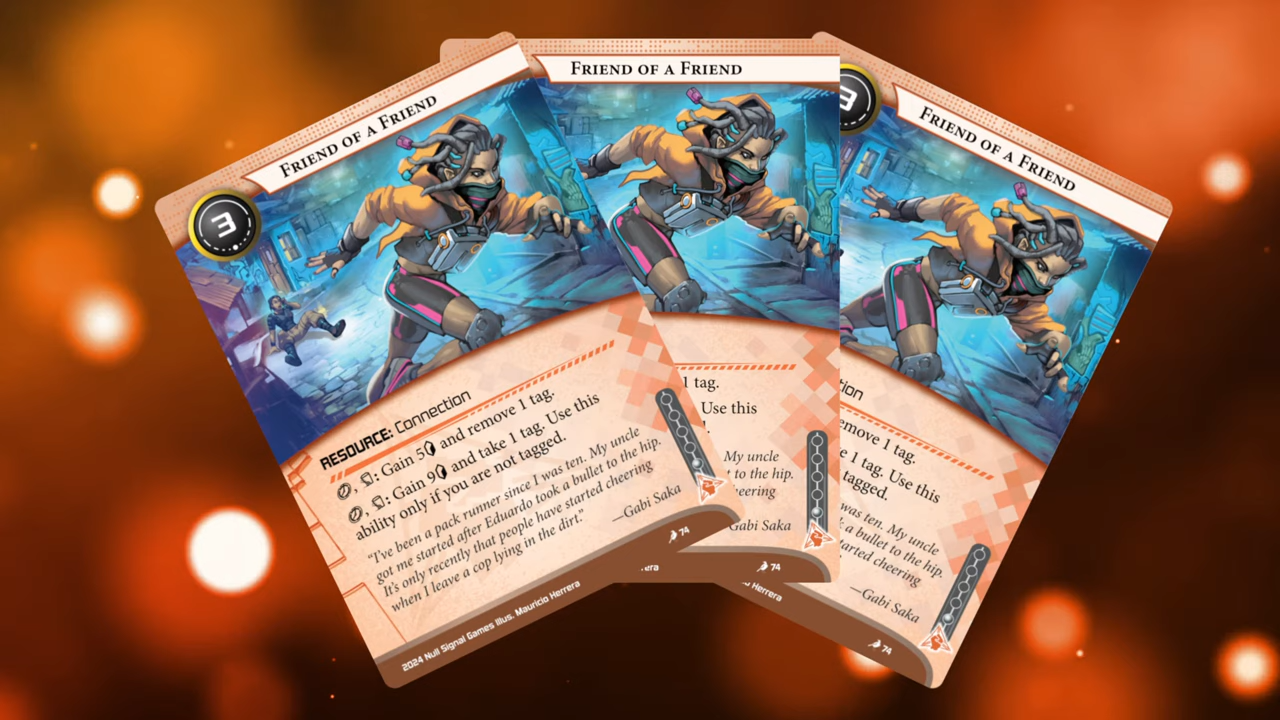 FRIEND OF A FRIEND
3
RESOURCE: Connection
: Gain 5 and remove 1 tag.
: Gain 9 and take 1 tag. Use this
ability only if you are not tagged.
“I’ve been a pack runner since I was ten. My uncle
got me started after Eduardo took a bullet to the hip.
It’s only recently that people have started cheering
when I leave a cop lying in the dirt.”
—Gabi Saka
74
2024 Null Signal Games Illus. Mauricio Herrera
FRIEND OF A FRIEND
1 tag.
Use this
My uncle
to the hip.
cheering
Gabi Saka
74
FRIEND OF A FRIEND
3
remove 1 tag.
1 tag. Use this
tagged.
was ten. My uncle
a bullet to the hip.
started cheering
—Gabi Saka
Herrera
74